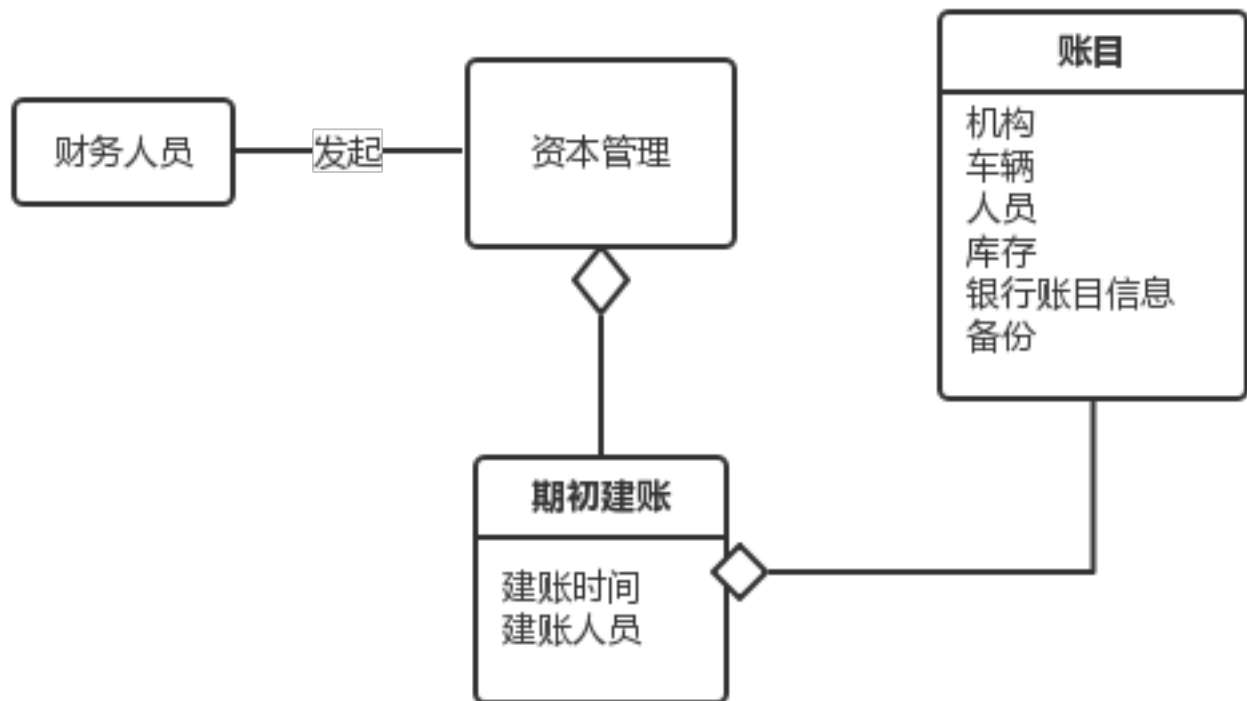 财务人员
发起
资本管理
账目
机构
车辆
人员
库存
银行账目信息
备份
期初建账
建账时间
建账人员